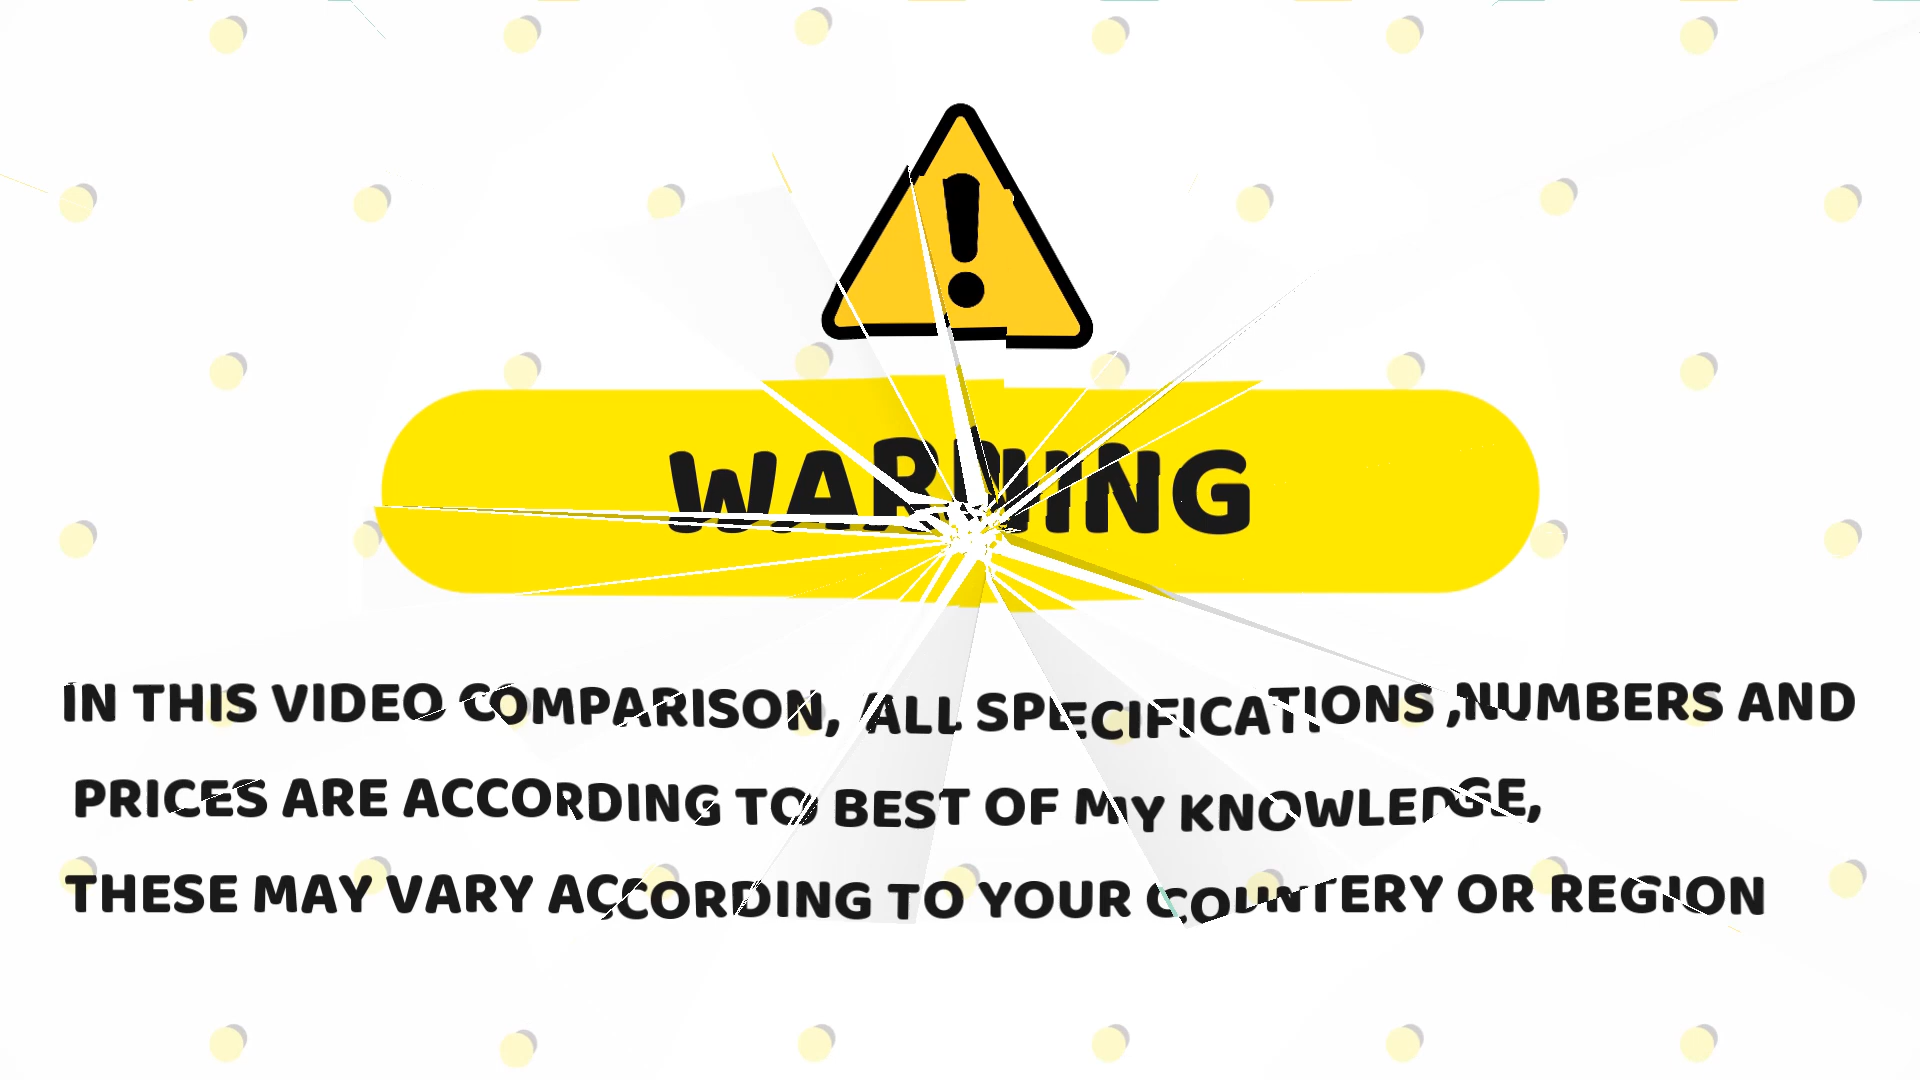 WARNING
IN THIS VIDEO COMPARISON, ALL SPECIFICATIONS ,NUMBERS AND
PRICES ARE ACCORDING TO BEST OF MY KNOWLEDGE,
THESE MAY VARY ACCORDING TO YOUR COUNTERY OR REGION